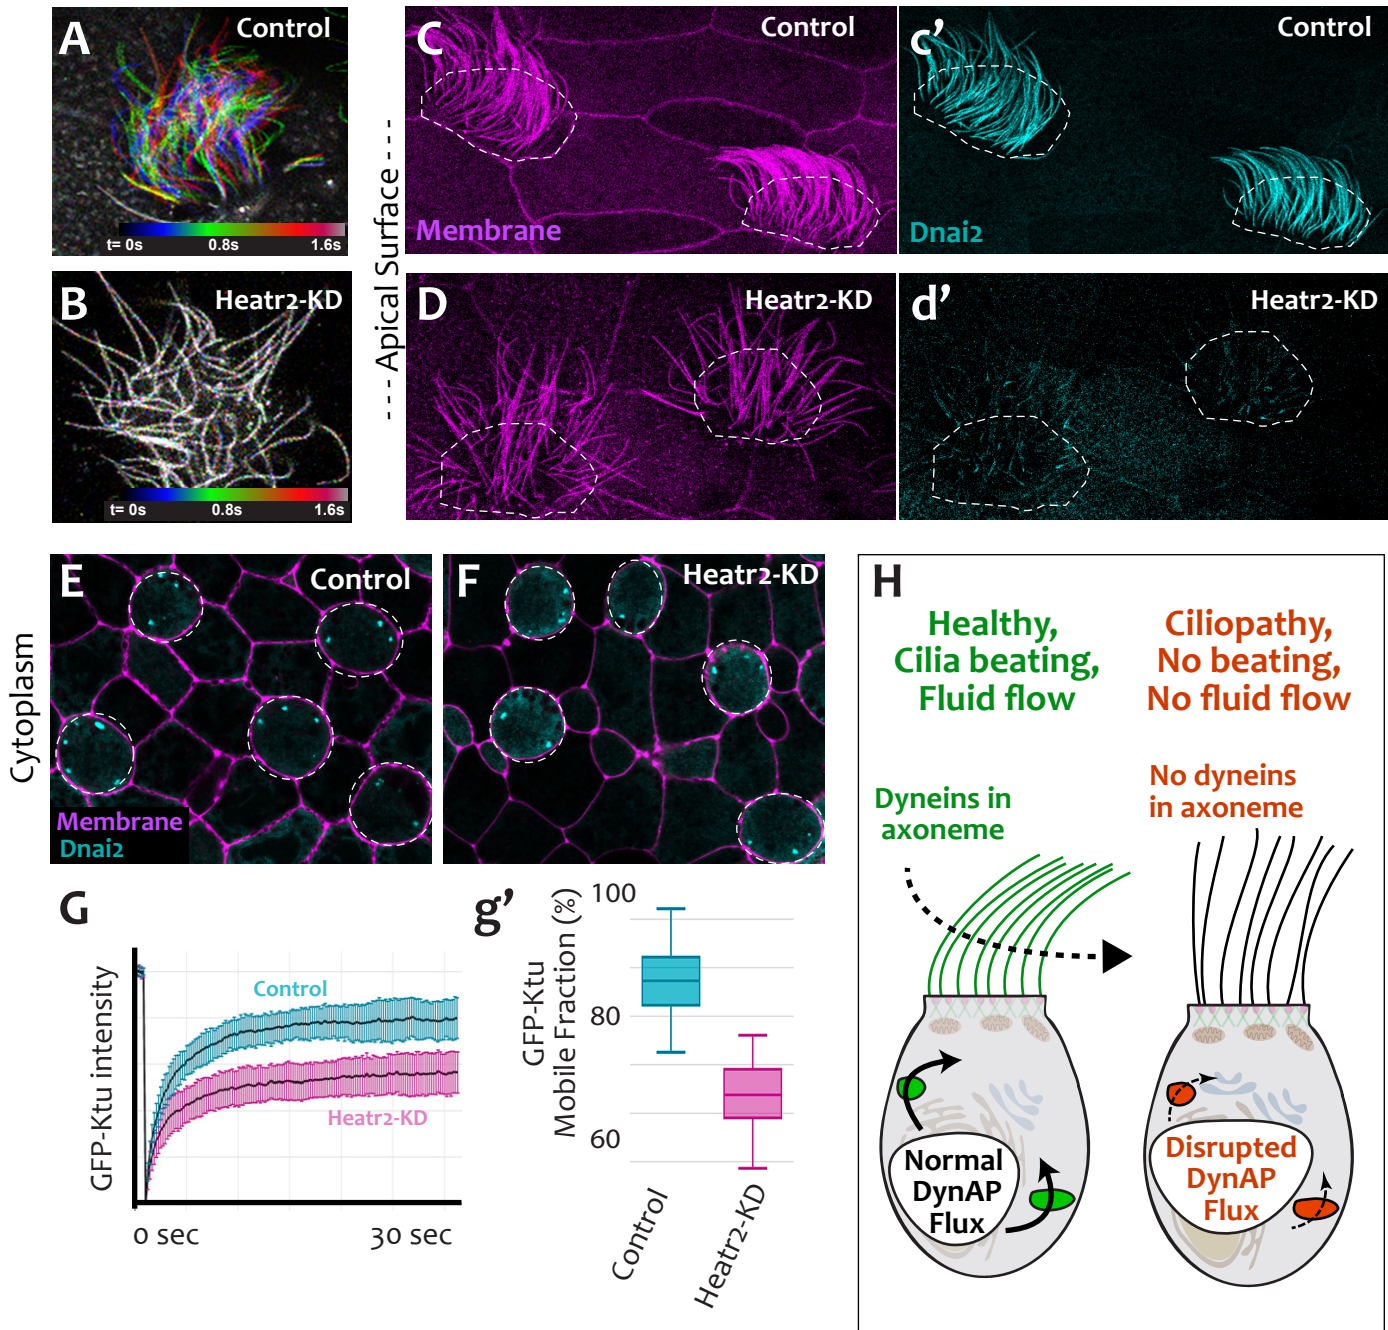 A
Control
t= 0s
0.8s
1.6s
B
Heatr2-KD
t= 0s
0.8s
1.6s
---- Apical Surface ----
C
Control
Membrane
c'
Control
Dnai2
D
Heatr2-KD
d'
Heatr2-KD
Cytoplasm
E
Control
Membrane
Dnai2
F
Heatr2-KD
G
GFP-Ktu intensity
Control
Heatr2-KD
0 sec
30 sec
g'
GFP-Ktu
Mobile Fraction (%)
100
80
60
Control
Heatr2-KD
H
Healthy,
Cilia beating,
Fluid flow
Ciliopathy,
No beating,
No fluid flow
Dyneins in
axoneme
No dyneins
in axoneme
Normal
DynAP
Flux
Disrupted
DynAP
Flux